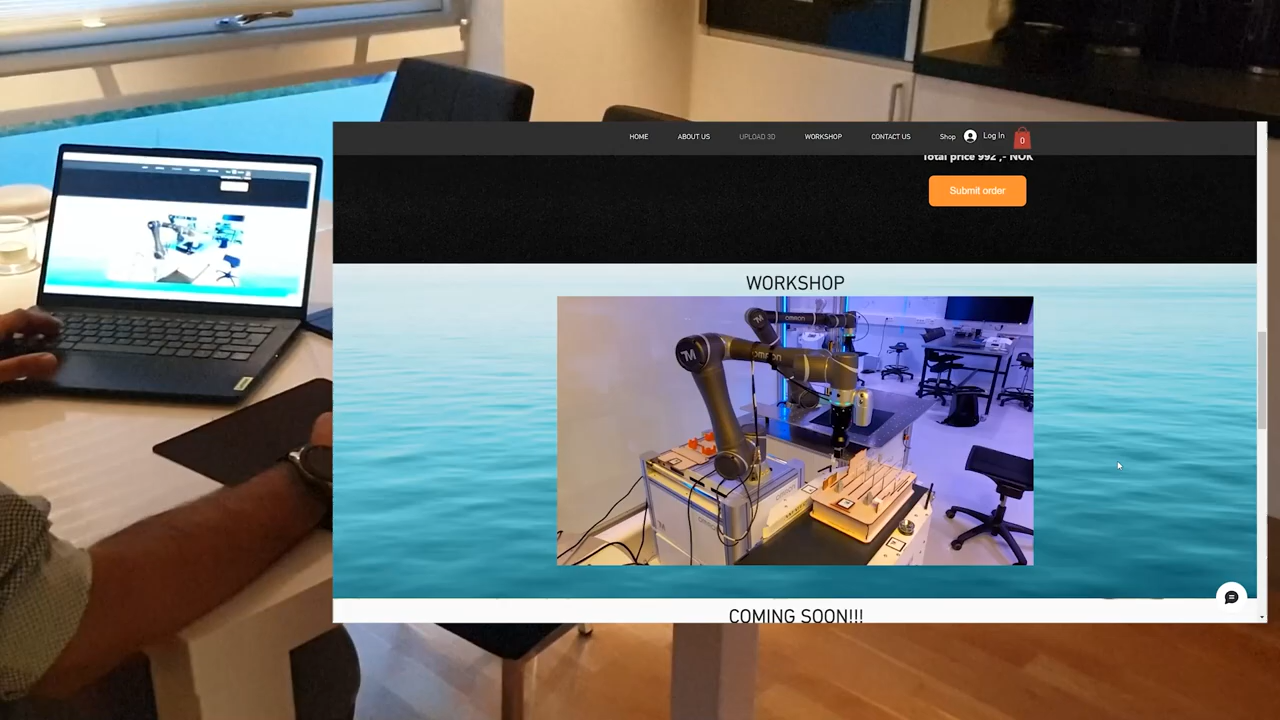 HOME ABOUT US UPLOAD 3D WORKSHOP CONTACT US Shop Log In 0
Total price 992 ,- NOK
Submit order
WORKSHOP
OMRON
TM OMRON
COMING SOON!!!